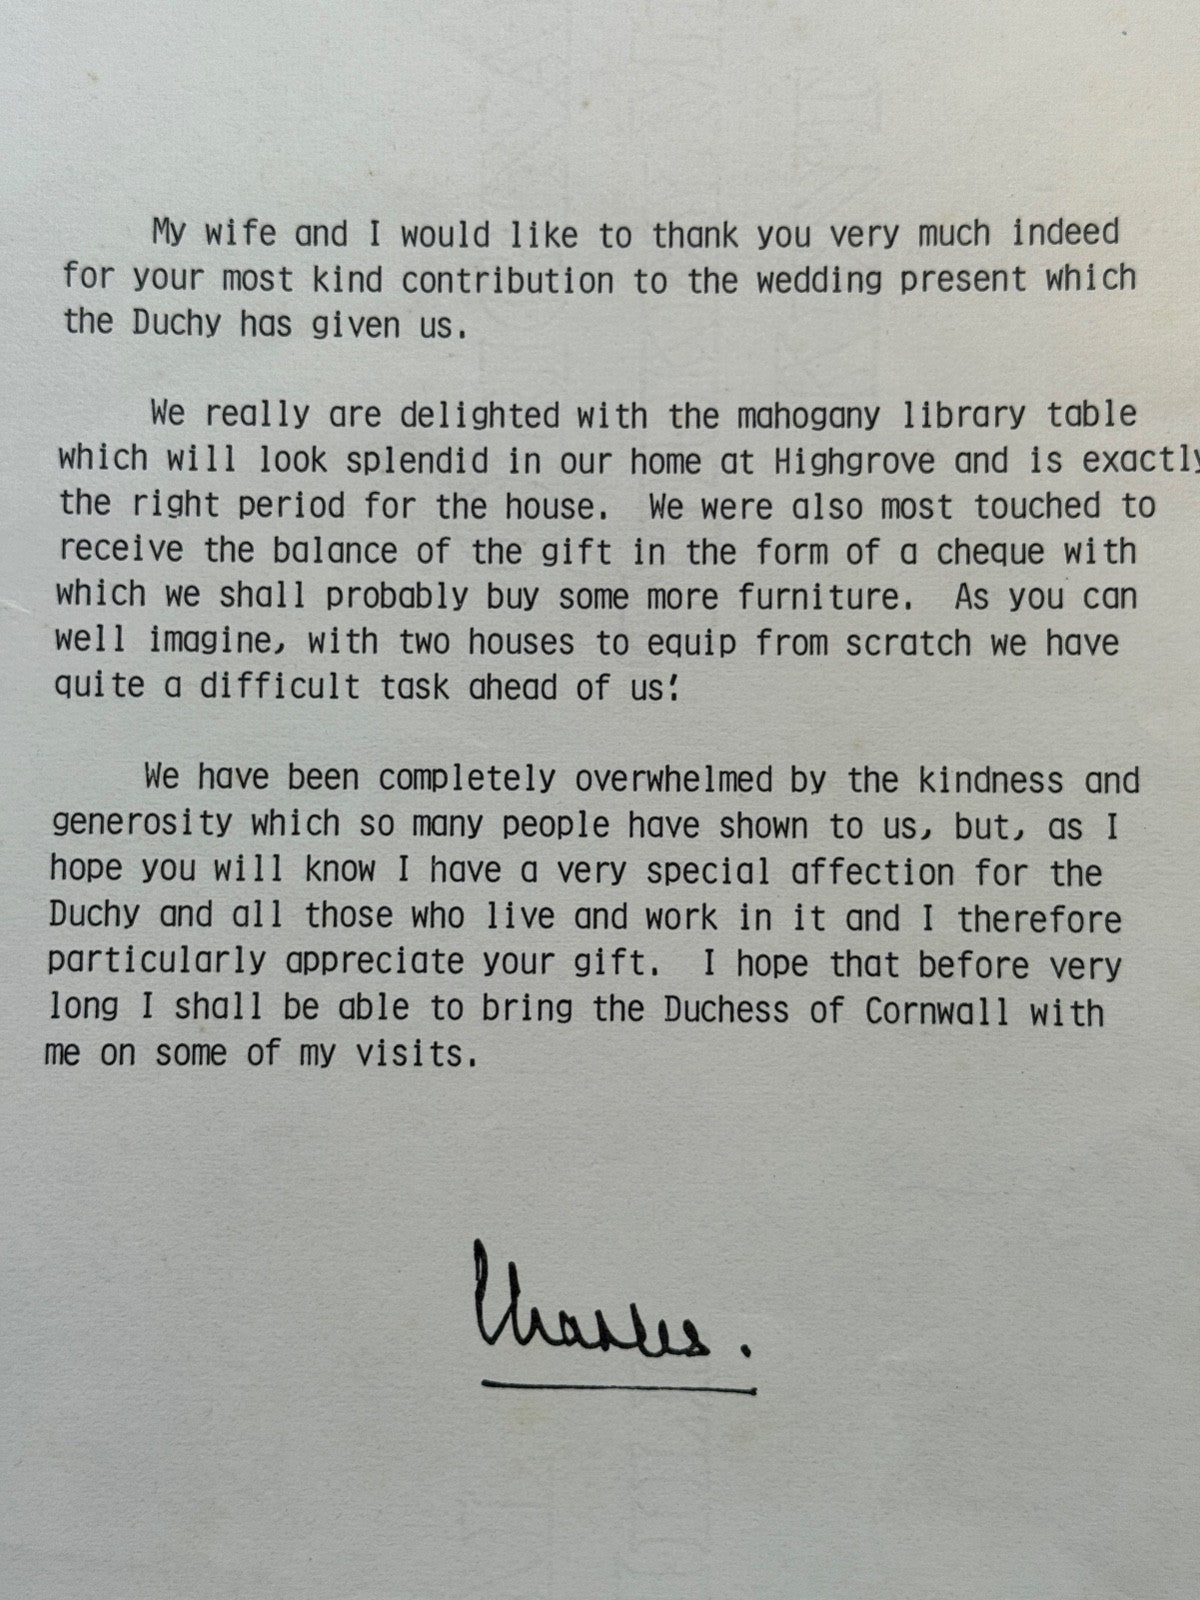 My wife and I would like to thank you very much indeed
for your most kind contribution to the wedding present which
the Duchy has given us.
We really are delighted with the mahogany library table
which will look splendid in our home at Highgrove and is exactly
the right period for the house. We were also most touched to
receive the balance of the gift in the form of a cheque with
which we shall probably buy some more furniture. As you can
well imagine, with two houses to equip from scratch we have
quite a difficult task ahead of us!
We have been completely overwhelmed by the kindness and
generosity which so many people have shown to us, but, as I
hope you will know I have a very special affection for the
Duchy and all those who live and work in it and I therefore
particularly appreciate your gift. I hope that before very
long I shall be able to bring the Duchess of Cornwall with
me on some of my visits.
Charles.